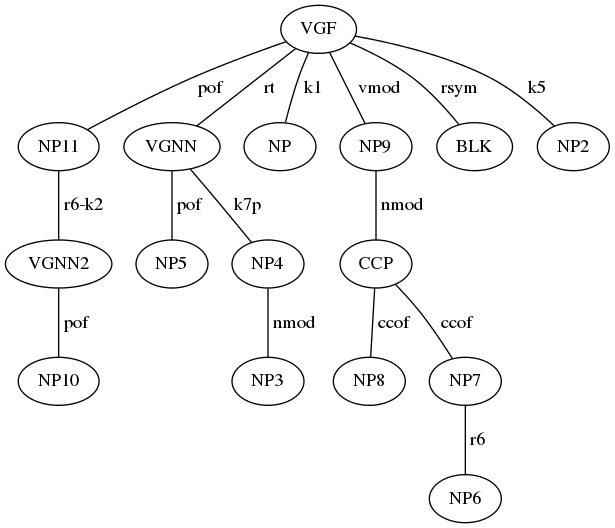 VGF
pof rt k1 vmod rsym k5
NP11 VGNN NP NP9 BLK NP2
r6-k2 pof k7p nmod
VGNN2 NP5 NP4 CCP
pof nmod ccof ccof
NP10 NP3 NP8 NP7
r6
NP6